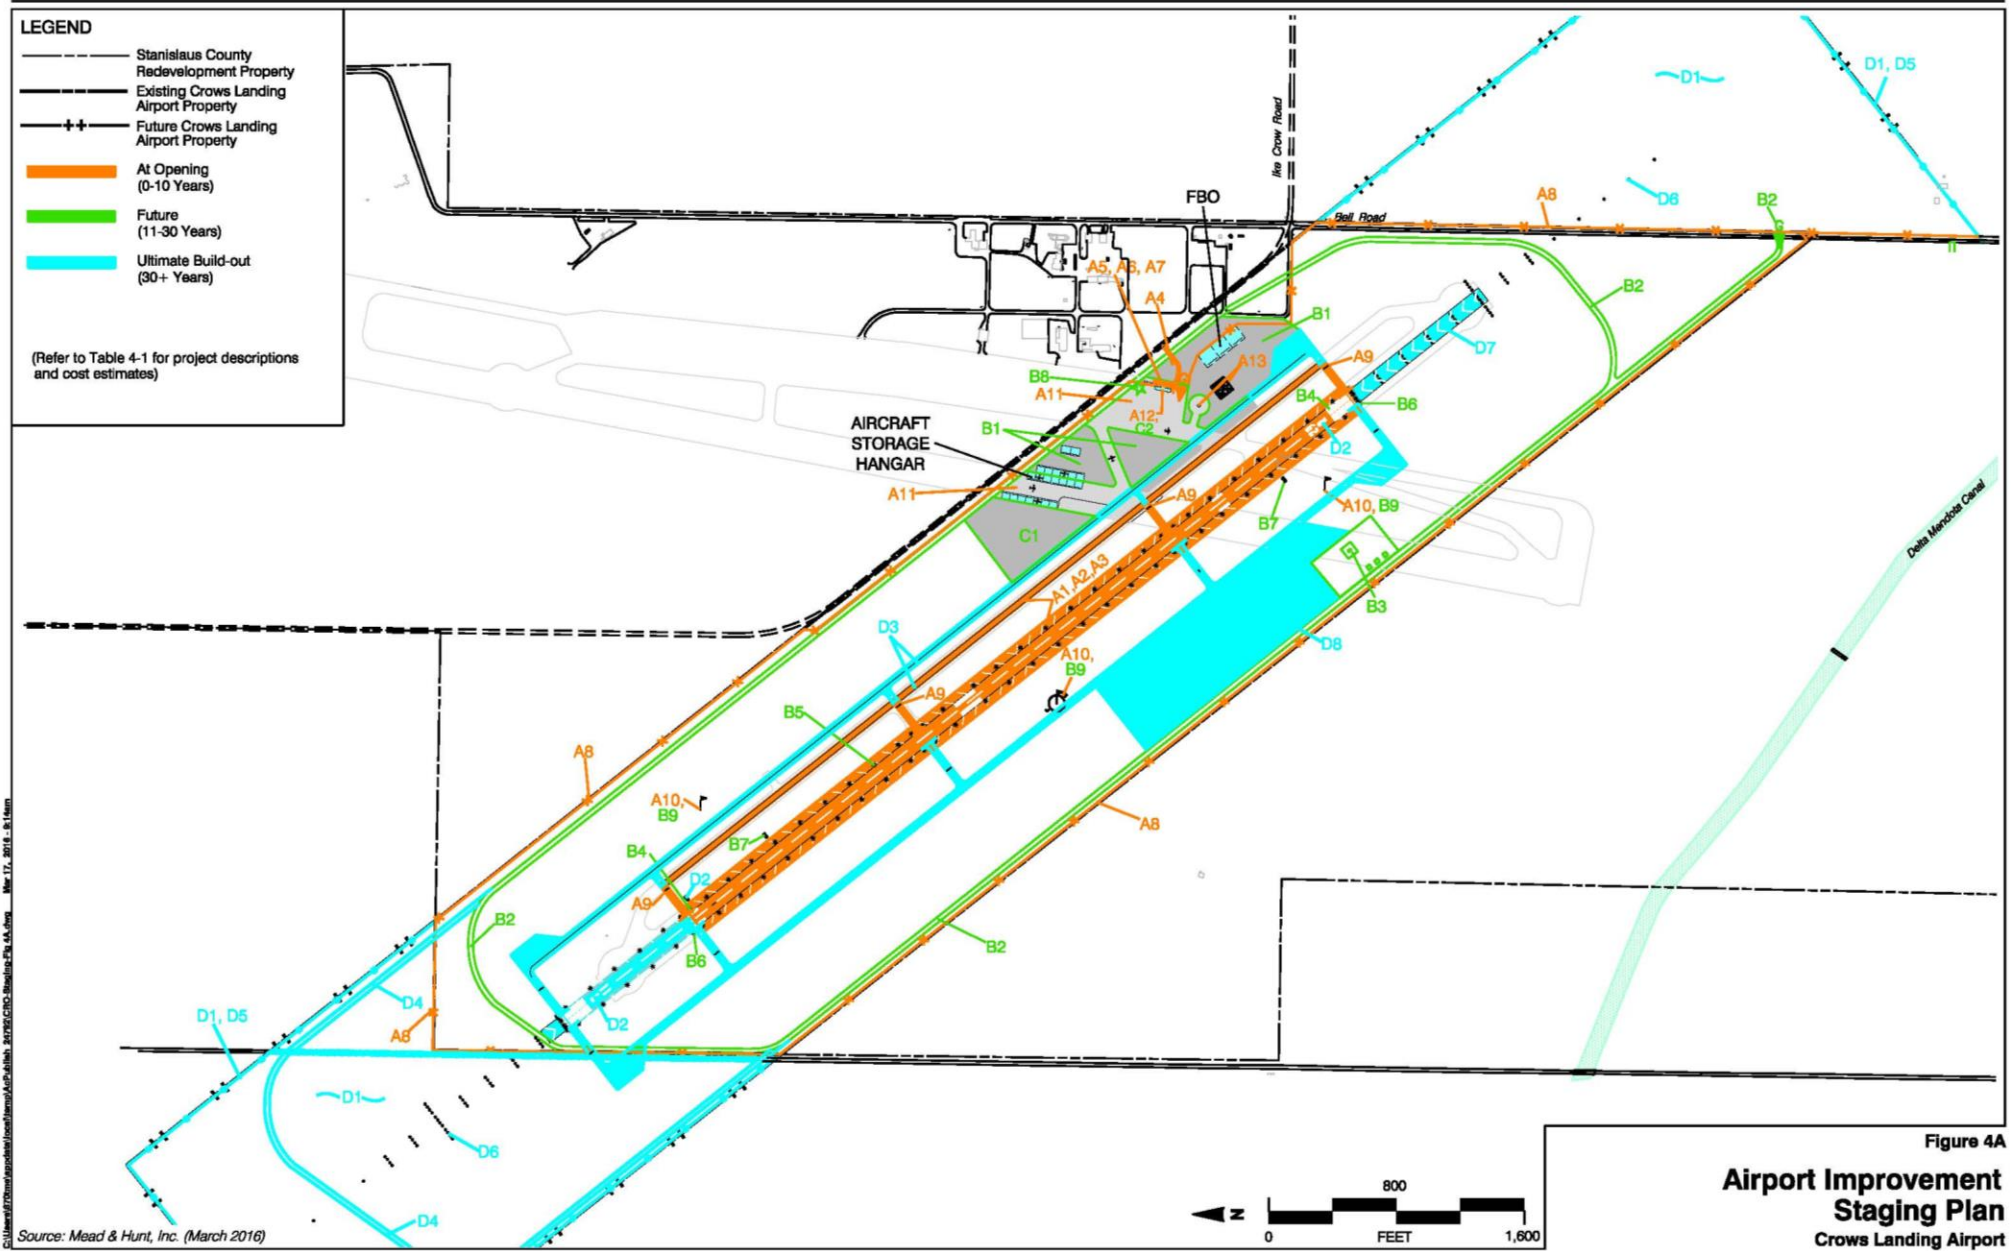 LEGEND
Stanislaus County
Redevelopment Property
Existing Crows Landing
Airport Property
Future Crows Landing
Airport Property
At Opening
(0-10 Years)
Future
(11-30 Years)
Ultimate Build-out
(30+ Years)
(Refer to Table 4-1 for project descriptions
and cost estimates)
Ike Crow Road
D1
D1, D5
D6
A8
B2
Bell Road
FBO
A5, A6, A7
A4
B1
B2
D7
A13
A9
B8
A11
A12,
C2
B4
B6
D2
AIRCRAFT
STORAGE
HANGAR
B1
A11
A9
B7
A10, B9
C1
A1, A2, A3
B3
Delta Mendota Canal
D3
D8
A10,
B9
A9
B5
A8
A10,
B9
A8
B7
B4
D2
A9
B2
B6
B2
D4
D2
D1, D5
A8
D1
D6
D4
N
800
0
FEET
1,600
Figure 4A
Airport Improvement
Staging Plan
Crows Landing Airport
Source: Mead & Hunt, Inc. (March 2016)